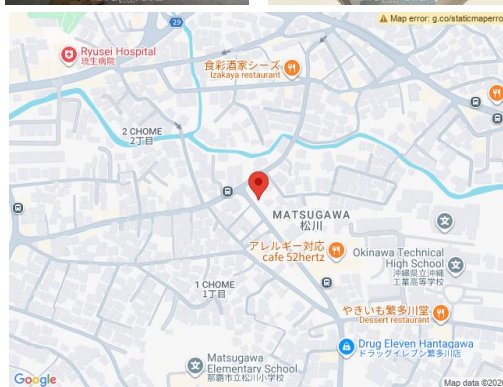 Map error: g.co/staticmaperro
29
Ryusei Hospital
琉生病院
食彩酒家シーズ
Izakaya restaurant
2 CHOME
2丁目
MATSUGAWA
松川
アレルギー対応
cafe 52hertz
Okinawa Technical
High School
沖縄県立沖縄
工業高等学校
1 CHOME
1丁目
やきいも繁多川堂
Dessert restaurant
Drug Eleven Hantagawa
ドラッグイレブン繁多川店
Matsugawa
Elementary School
那覇市立松川小学校
Google
Map data ©202